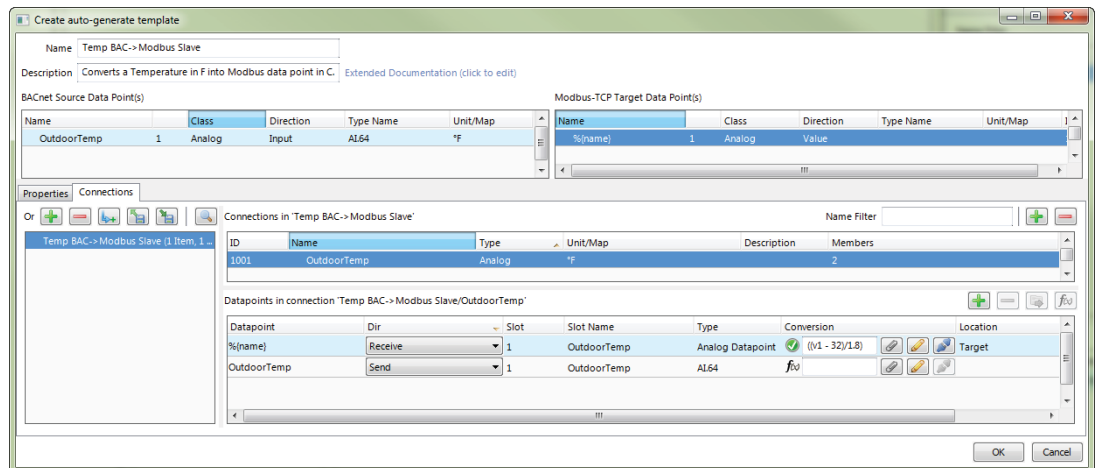 Create auto-generate template
Name Temp BAC->Modbus Slave
Description Converts a Temperature in F into Modbus data point in C. Extended Documentation (click to edit)
BACnet Source Data Point(s) Modbus-TCP Target Data Point(s)
Name Class Direction Type Name Unit/Map Name Class Direction Type Name Unit/Map
OutdoorTemp 1 Analog Input AI.64 °F %{name} 1 Analog Value
Properties Connections
Or Connections in 'Temp BAC->Modbus Slave' Name Filter
Temp BAC->Modbus Slave (1 Item, 1 ... ID Name Type Unit/Map Description Members
1001 OutdoorTemp Analog °F 2
Datapoints in connection 'Temp BAC->Modbus Slave/OutdoorTemp' f(x)
Datapoint Dir Slot Slot Name Type Conversion Location
%{name} Receive 1 OutdoorTemp Analog Datapoint ((v1 - 32)/1.8) Target
OutdoorTemp Send 1 OutdoorTemp AI.64 f(x)
OK Cancel